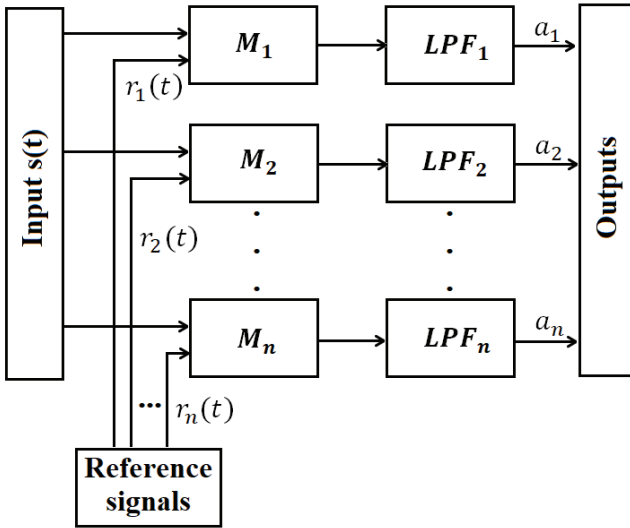 Input s(t)
M₁
LPF₁
a₁
r₁(t)
M₂
LPF₂
a₂
r₂(t)
Mₙ
LPFₙ
aₙ
... rₙ(t)
Outputs
Reference
signals